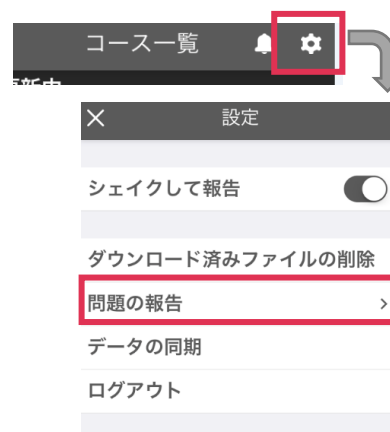 コース一覧
設定
シェイクして報告
ダウンロード済みファイルの削除
問題の報告
データの同期
ログアウト